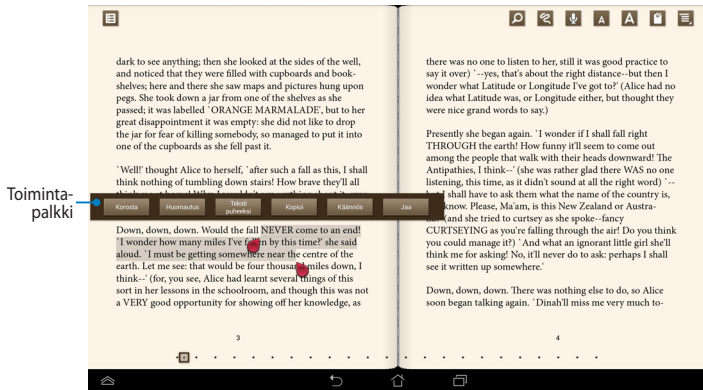 dark to see anything; then she looked at the sides of the well,
and noticed that they were filled with cupboards and book-
shelves; here and there she saw maps and pictures hung upon
pegs. She took down a jar from one of the shelves as she
passed; it was labelled `ORANGE MARMALADE', but to her
great disappointment it was empty: she did not like to drop
the jar for fear of killing somebody, so managed to put it into
one of the cupboards as she fell past it.
`Well!' thought Alice to herself, `after such a fall as this, I shall
think nothing of tumbling down stairs! How brave they'll all
Toiminta-
palkki
Korosta
Huomautus
Teksti
puheeksi
Kopioi
Käännös
Jaa
Down, down, down. Would the fall NEVER come to an end!
`I wonder how many miles I've fallen by this time?' she said
aloud. `I must be getting somewhere near the centre of the
earth. Let me see: that would be four thousand miles down, I
think--' (for, you see, Alice had learnt several things of this
sort in her lessons in the schoolroom, and though this was not
a VERY good opportunity for showing off her knowledge, as
3
there was no one to listen to her, still it was good practice to
say it over) `--yes, that's about the right distance--but then I
wonder what Latitude or Longitude I've got to?' (Alice had no
idea what Latitude was, or Longitude either, but thought they
were nice grand words to say.)
Presently she began again. `I wonder if I shall fall right
THROUGH the earth! How funny it'll seem to come out
among the people that walk with their heads downward! The
Antipathies, I think--' (she was rather glad there WAS no one
listening, this time, as it didn't sound at all the right word) `--
but I shall have to ask them what the name of the country is,
know. Please, Ma'am, is this New Zealand or Austra-
(and she tried to curtsey as she spoke--fancy
CURTSEYING as you're falling through the air! Do you think
you could manage it?) `And what an ignorant little girl she'll
think me for asking! No, it'll never do to ask: perhaps I shall
see it written up somewhere.'
Down, down, down. There was nothing else to do, so Alice
soon began talking again. `Dinah'll miss me very much to-
4